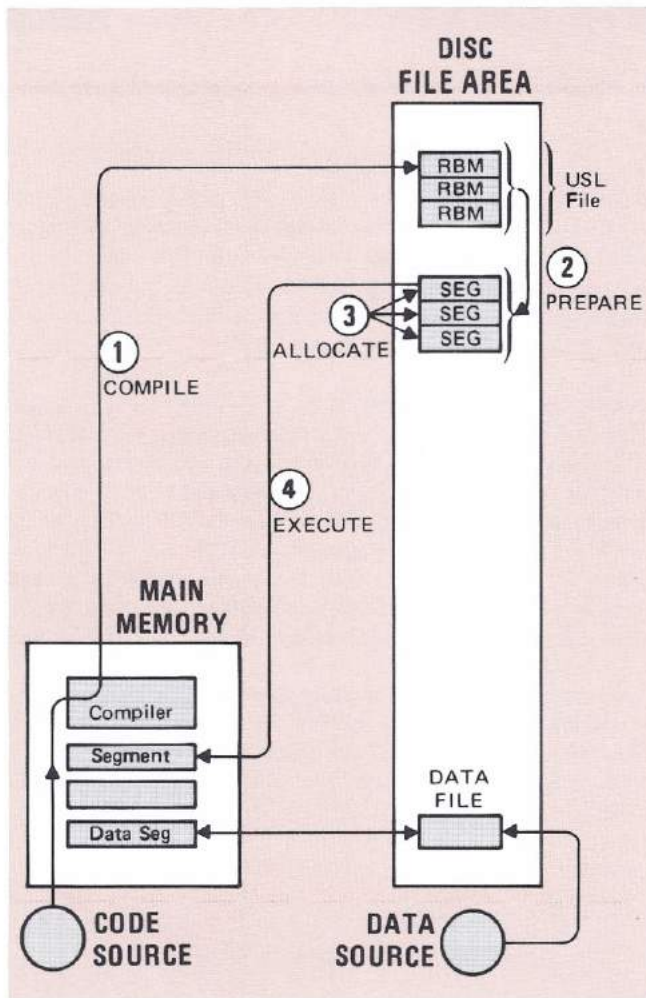 DISC
FILE AREA
RBM
RBM
RBM
USL
File
2
PREPARE
SEG
SEG
SEG
3
ALLOCATE
1
COMPILE
4
EXECUTE
MAIN
MEMORY
Compiler
Segment
Data Seg
DATA
FILE
CODE
SOURCE
DATA
SOURCE